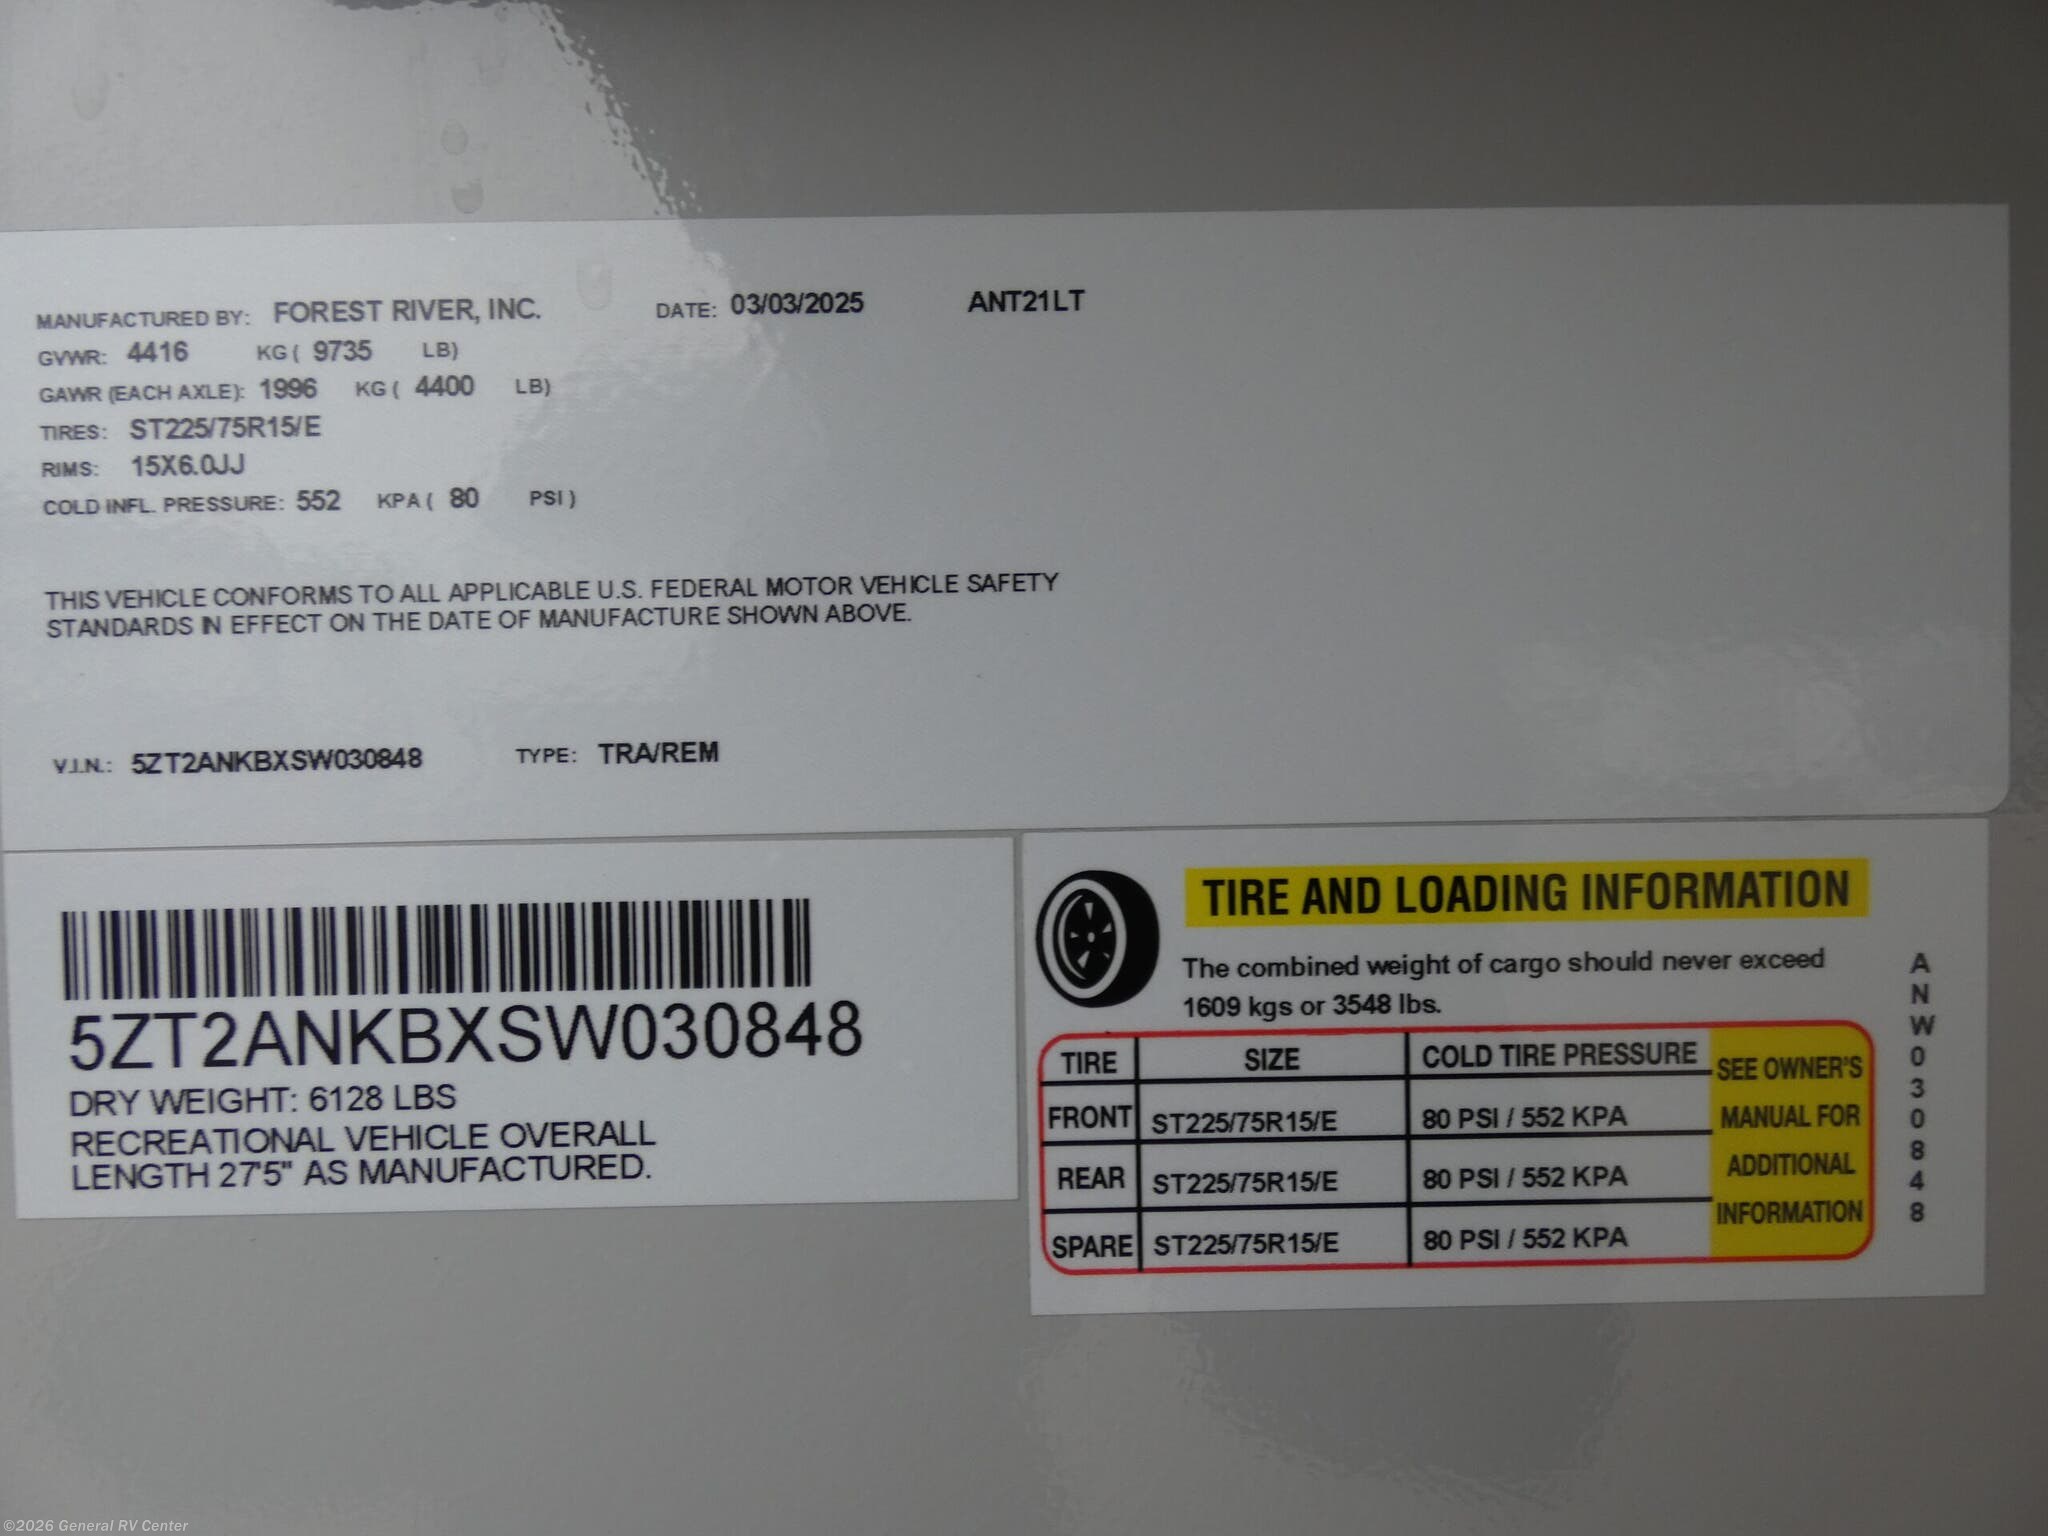 MANUFACTURED BY: FOREST RIVER, INC. DATE: 03/03/2025 ANT21LT
GVWR: 4416 KG ( 9735 LB)
GAWR (EACH AXLE): 1996 KG ( 4400 LB)
TIRES: ST225/75R15/E
RIMS: 15X6.0JJ
COLD INFL. PRESSURE: 552 KPA ( 80 PSI )
THIS VEHICLE CONFORMS TO ALL APPLICABLE U.S. FEDERAL MOTOR VEHICLE SAFETY
STANDARDS IN EFFECT ON THE DATE OF MANUFACTURE SHOWN ABOVE.
V.I.N.: 5ZT2ANKBXSW030848 TYPE: TRA/REM
5ZT2ANKBXSW030848
DRY WEIGHT: 6128 LBS
RECREATIONAL VEHICLE OVERALL
LENGTH 27'5" AS MANUFACTURED.
TIRE AND LOADING INFORMATION
The combined weight of cargo should never exceed
1609 kgs or 3548 lbs.
TIRE SIZE COLD TIRE PRESSURE
FRONT ST225/75R15/E 80 PSI / 552 KPA
REAR ST225/75R15/E 80 PSI / 552 KPA
SPARE ST225/75R15/E 80 PSI / 552 KPA
SEE OWNER'S
MANUAL FOR
ADDITIONAL
INFORMATION
ANW030848
©2026 General RV Center